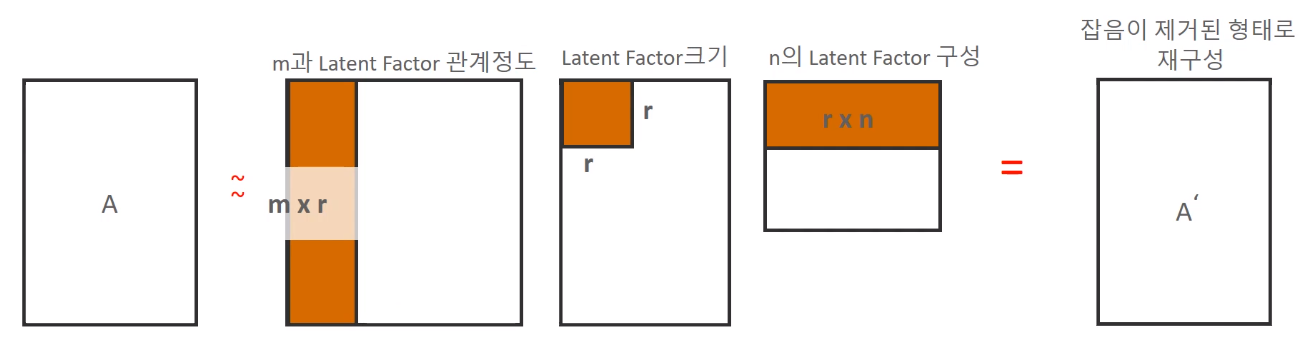 m과 Latent Factor 관계정도
Latent Factor크기
n의 Latent Factor 구성
잡음이 제거된 형태로
재구성
A
~
~
m x r
r
r
r x n
=
A‘